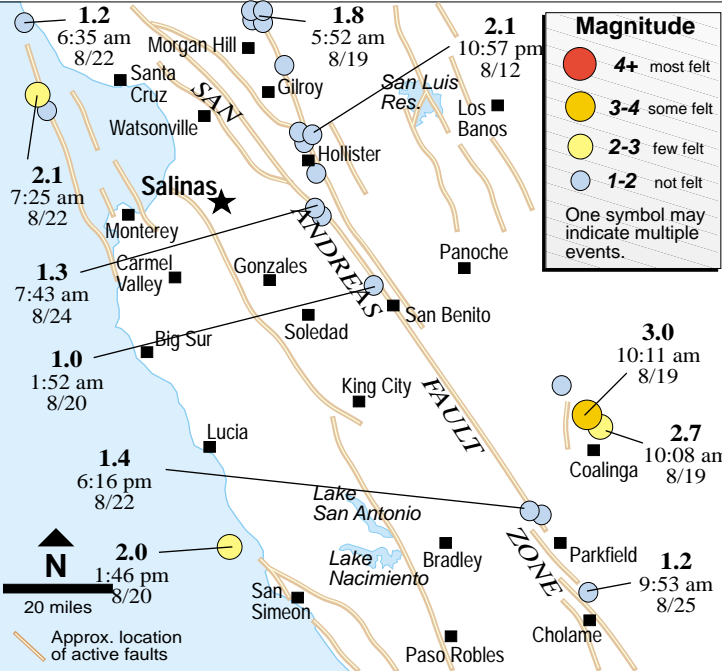 1.2
6:35 am
8/22
1.8
5:52 am
8/19
2.1
10:57 pm
8/12
Morgan Hill
Santa
Cruz
Gilroy
Watsonville
SAN
San Luis
Res.
Los
Banos
Hollister
2.1
7:25 am
8/22
Salinas
Monterey
Carmel
Valley
Gonzales
Soledad
ANDREAS
Panoche
San Benito
1.3
7:43 am
8/24
1.0
1:52 am
8/20
Big Sur
King City
FAULT
3.0
10:11 am
8/19
2.7
10:08 am
8/19
Coalinga
Lucia
1.4
6:16 pm
8/22
Lake
San Antonio
Lake
Nacimiento
Bradley
ZONE
Parkfield
2.0
1:46 pm
8/20
San
Simeon
1.2
9:53 am
8/25
Cholame
Paso Robles
N
20 miles
Approx. location
of active faults
Magnitude
4+ most felt
3-4 some felt
2-3 few felt
1-2 not felt
One symbol may
indicate multiple
events.